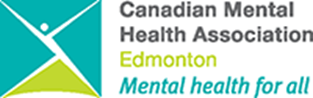 Canadian Mental
Health Association
Edmonton
Mental health for all